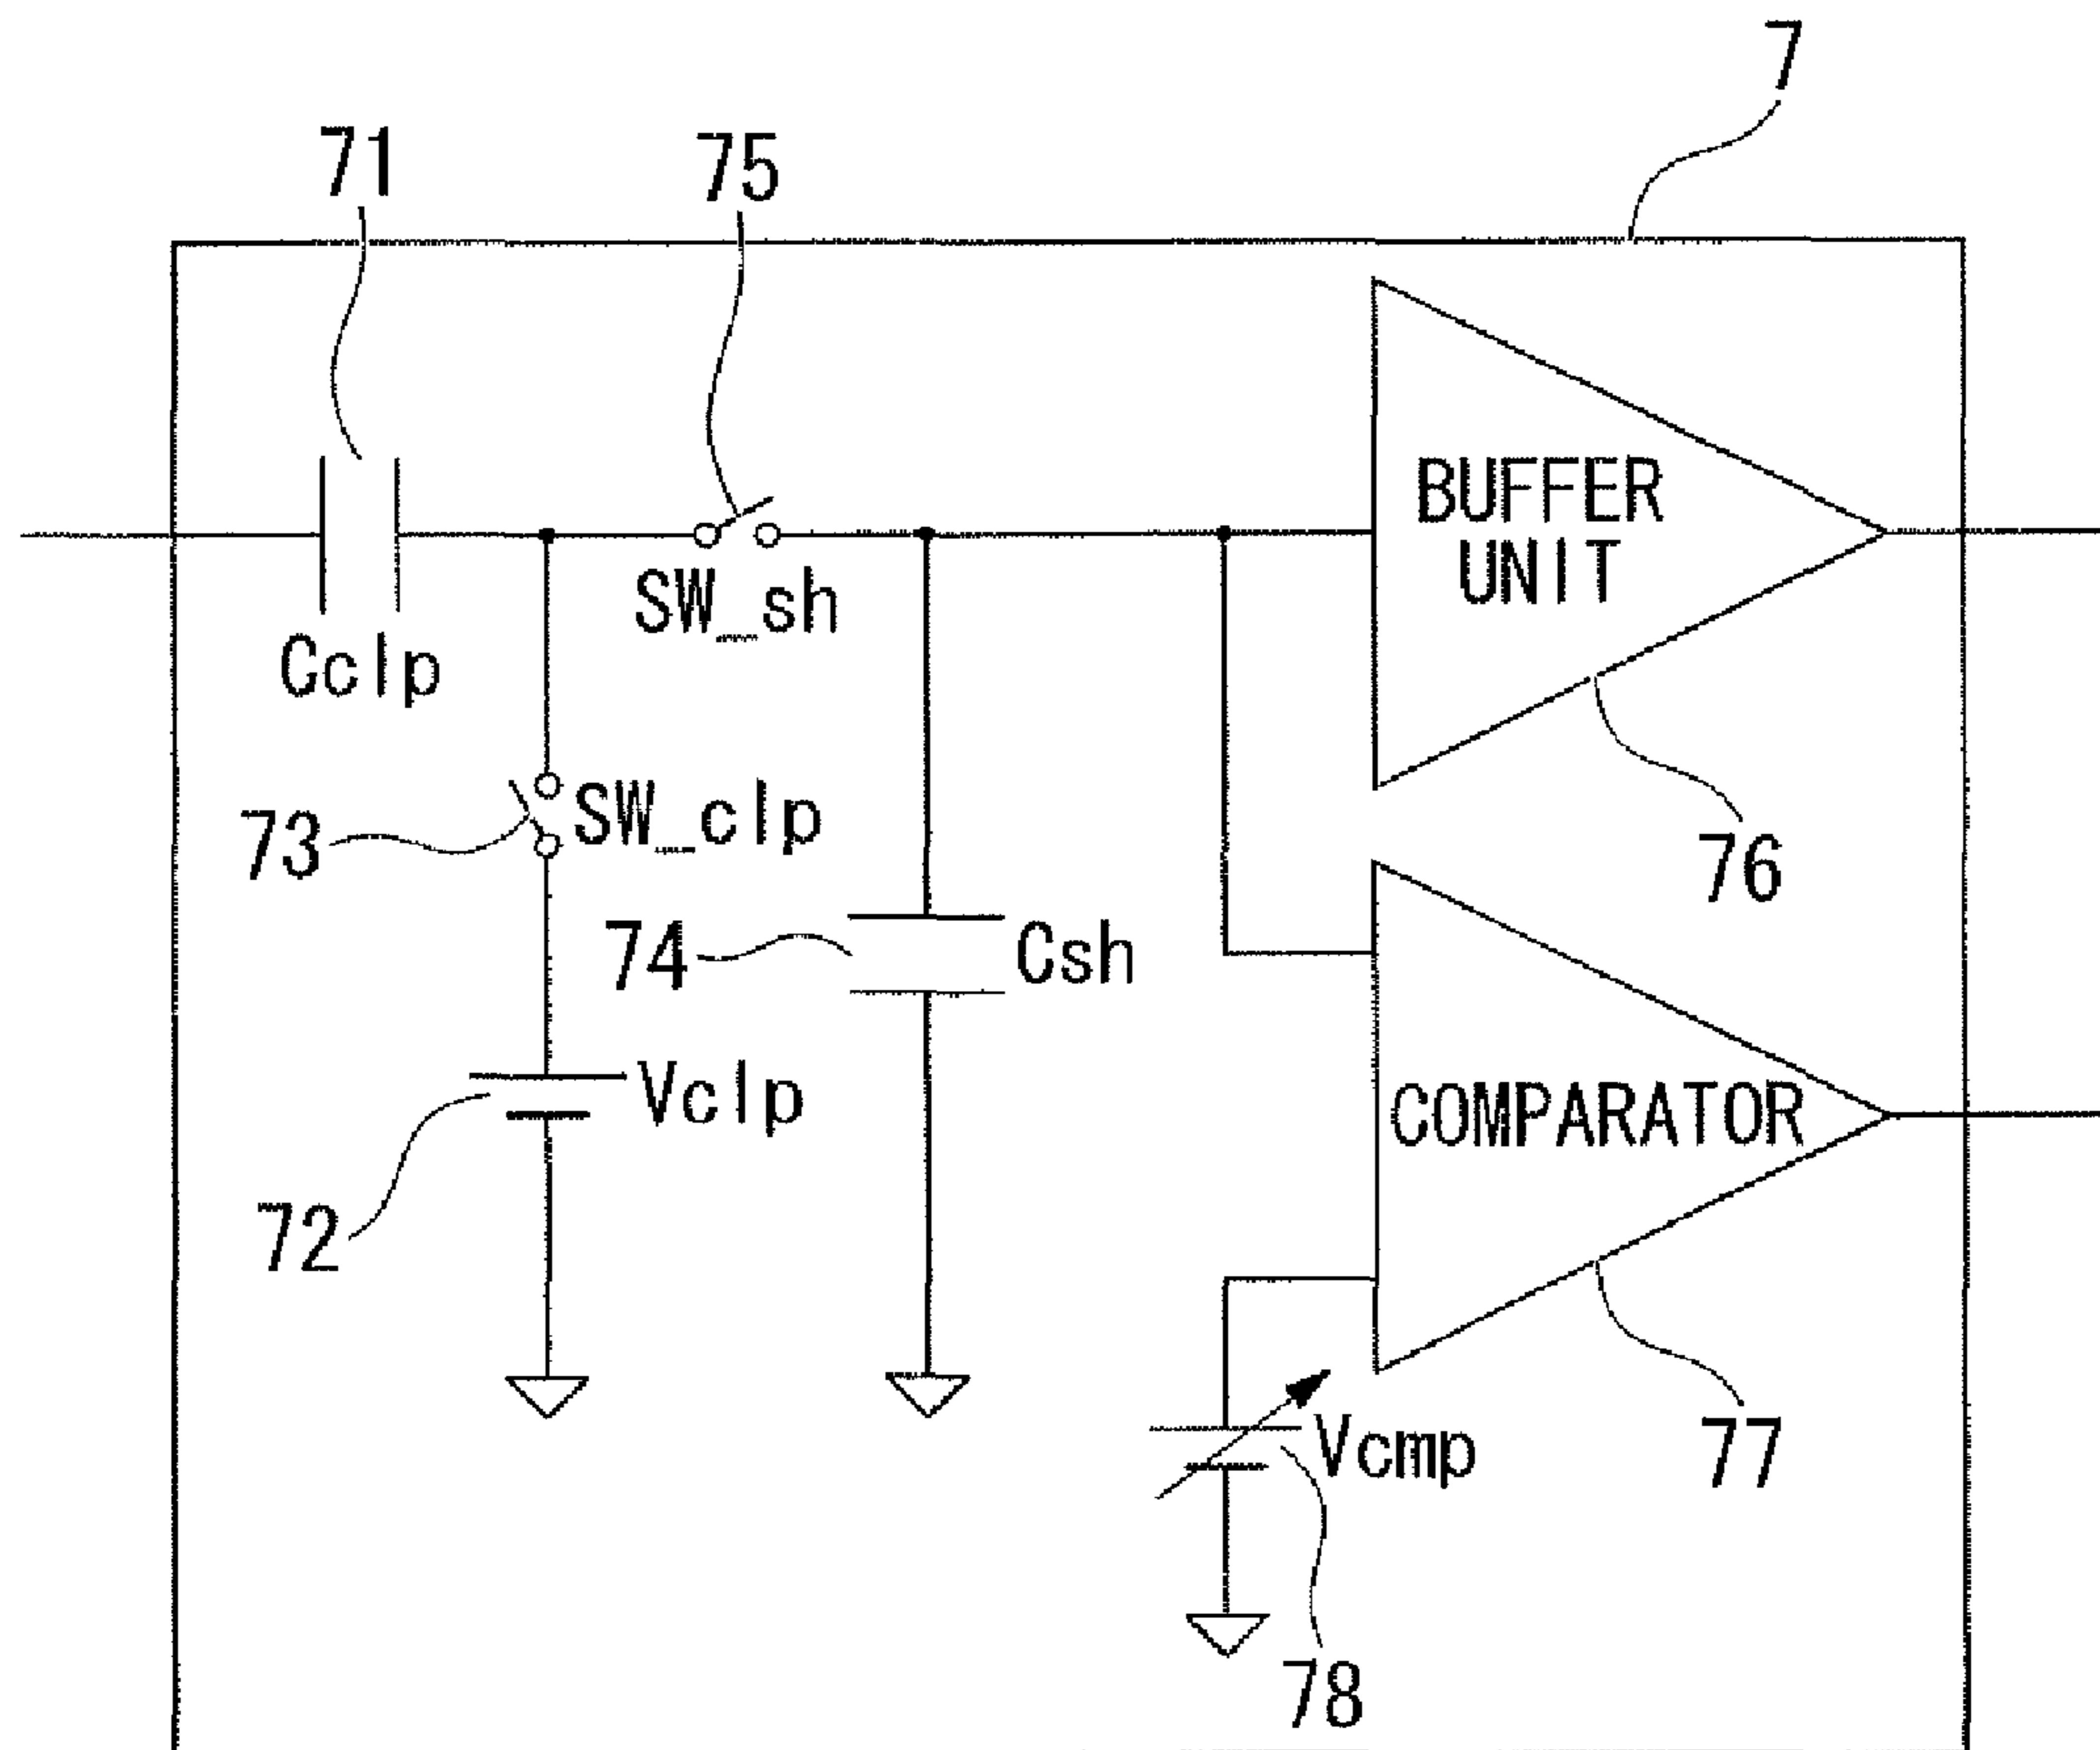 7
71
75
BUFFER
UNIT
SW_sh
Cclp
SW_clp
73
76
74
Csh
Vclp
COMPARATOR
72
Vcmp
77
78